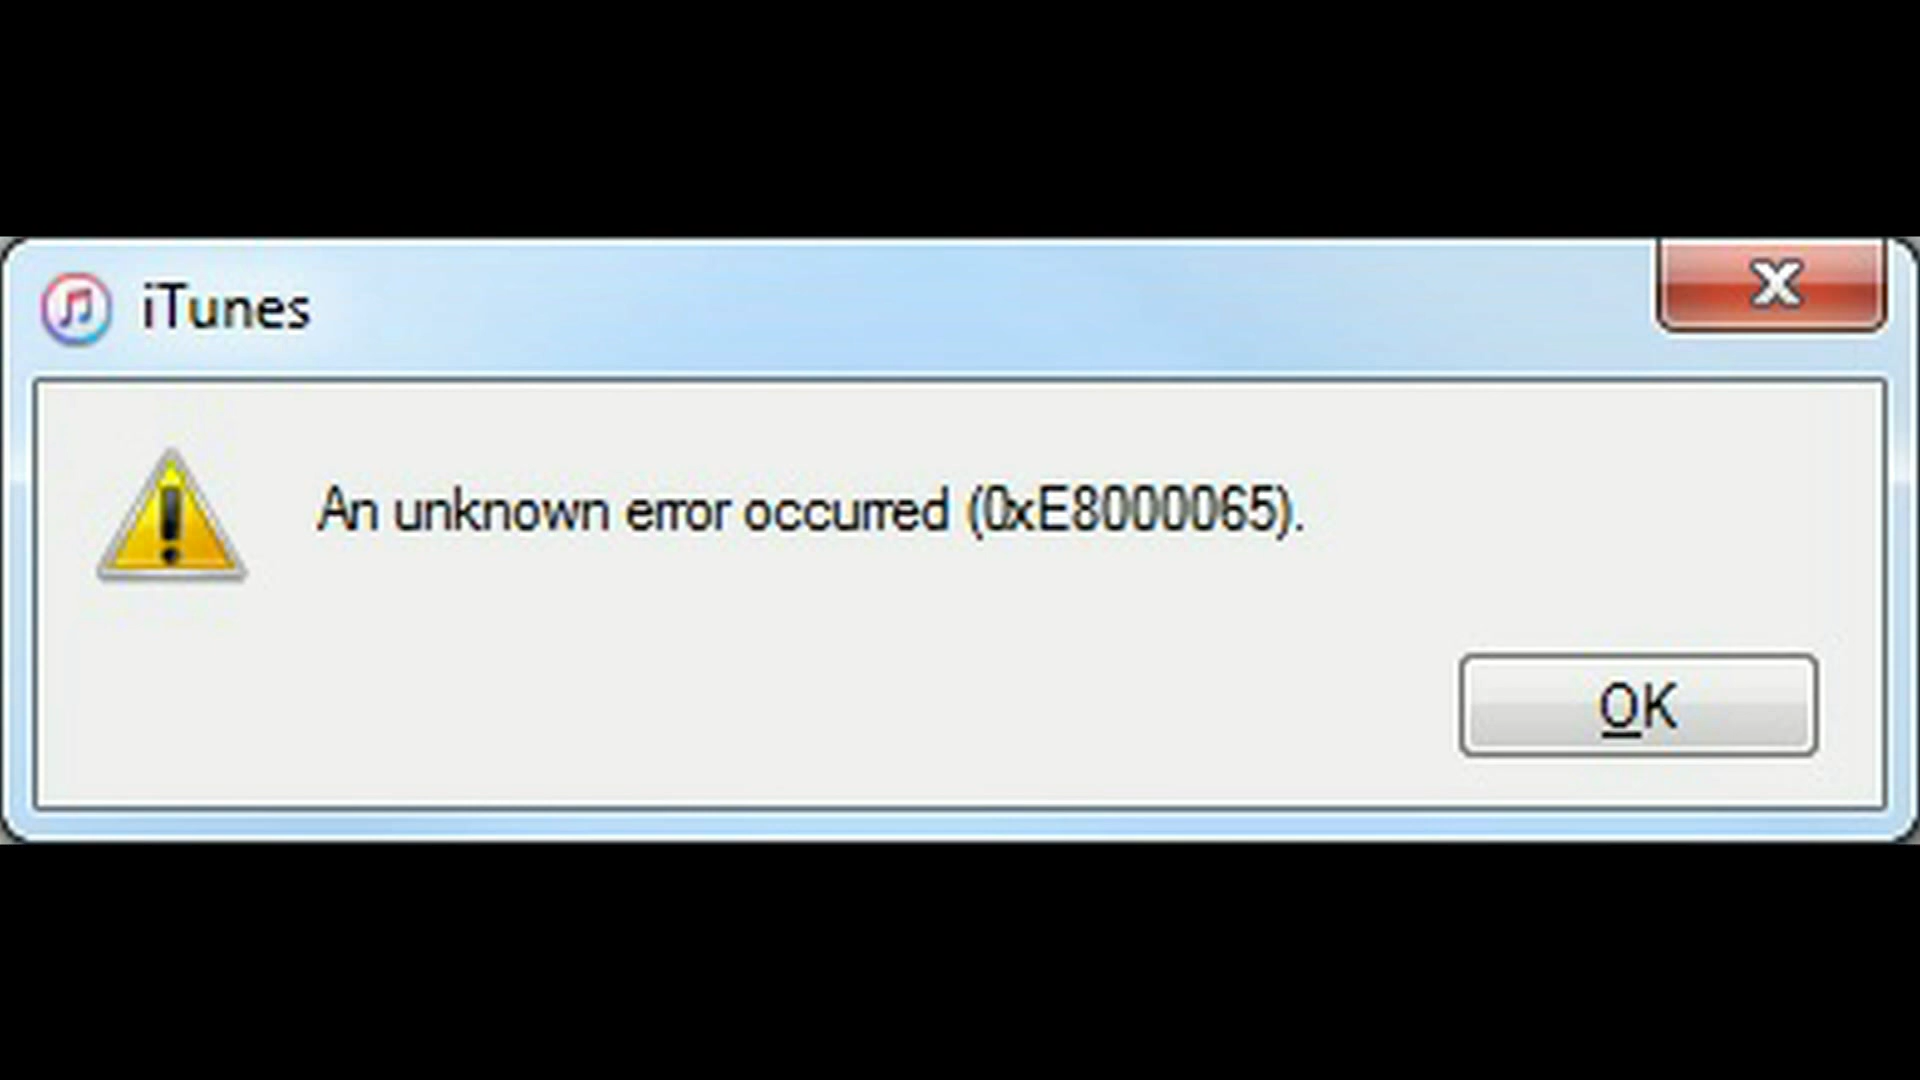 iTunes
An unknown error occurred (0xE8000065).
OK